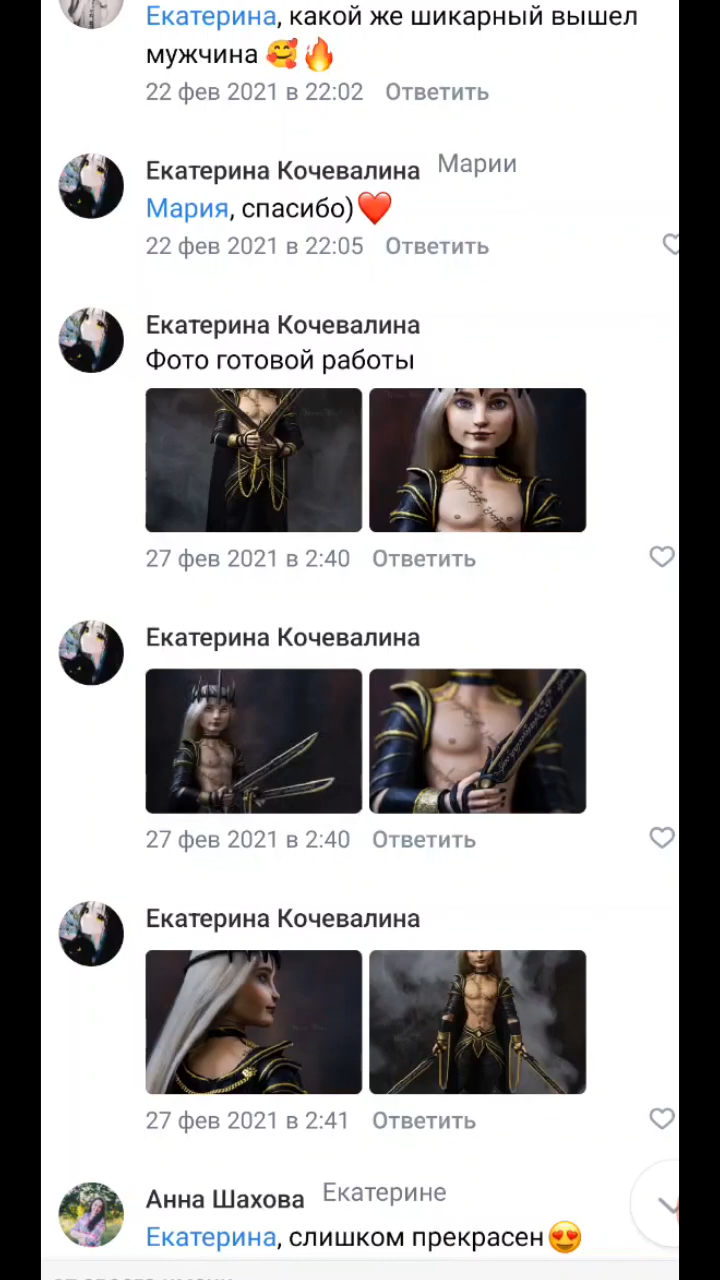 Екатерина, какой же шикарный вышел
мужчина 🥰🔥
22 фев 2021 в 22:02 Ответить
Екатерина Кочевалина Марии
Мария, спасибо)❤️
22 фев 2021 в 22:05 Ответить
Екатерина Кочевалина
Фото готовой работы
27 фев 2021 в 2:40 Ответить
Екатерина Кочевалина
27 фев 2021 в 2:40 Ответить
Екатерина Кочевалина
27 фев 2021 в 2:41 Ответить
Анна Шахова Екатерине
Екатерина, слишком прекрасен😍